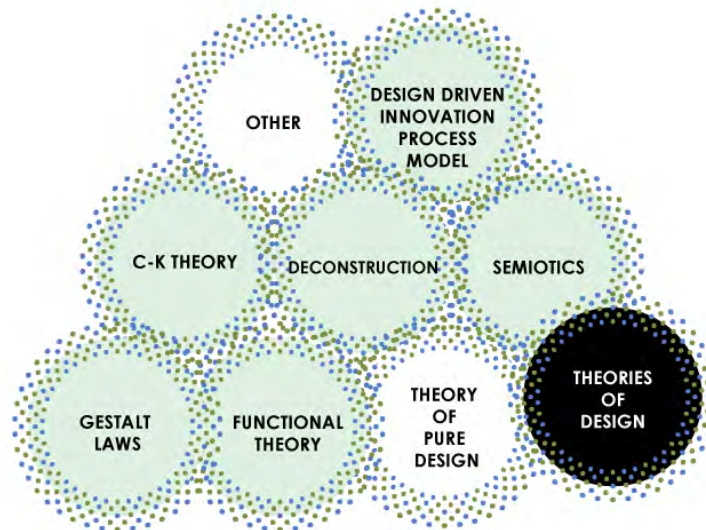 OTHER
DESIGN DRIVEN
INNOVATION
PROCESS
MODEL
C-K THEORY
DECONSTRUCTION
SEMIOTICS
GESTALT
LAWS
FUNCTIONAL
THEORY
THEORY
OF
PURE
DESIGN
THEORIES
OF
DESIGN